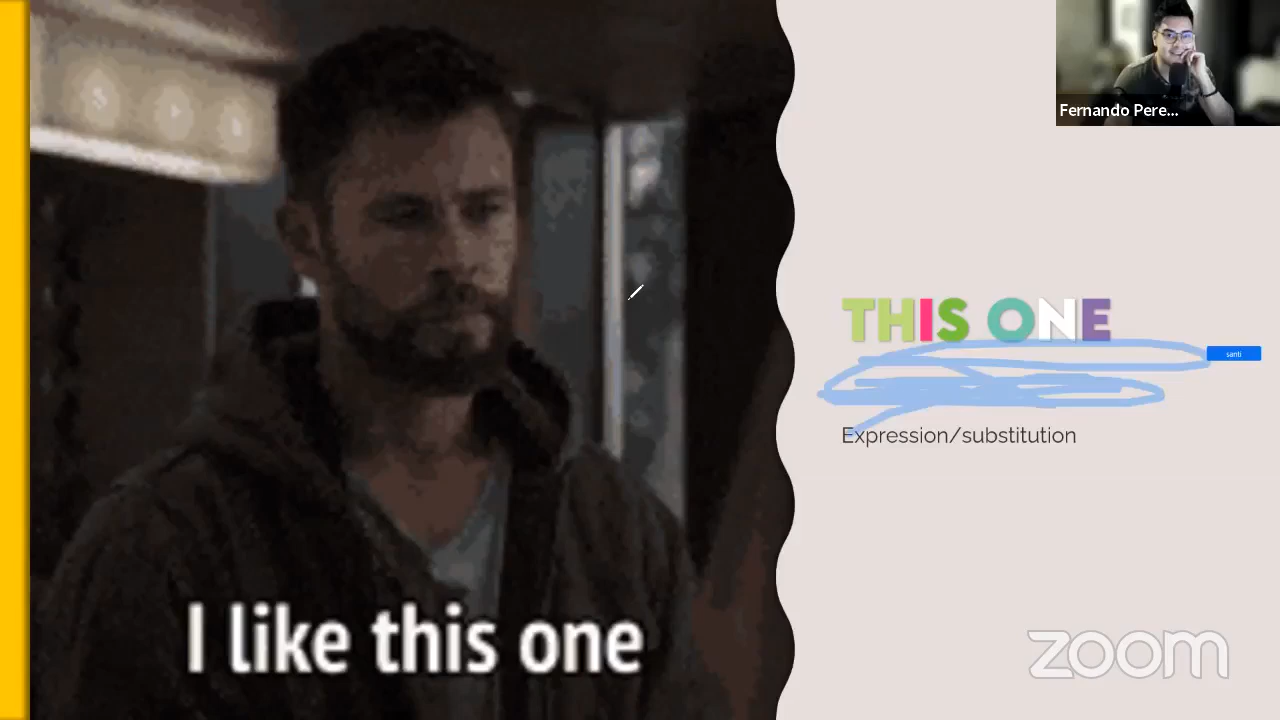 Fernando Pere...
THIS ONE
santi
Expression/substitution
I like this one
zoom